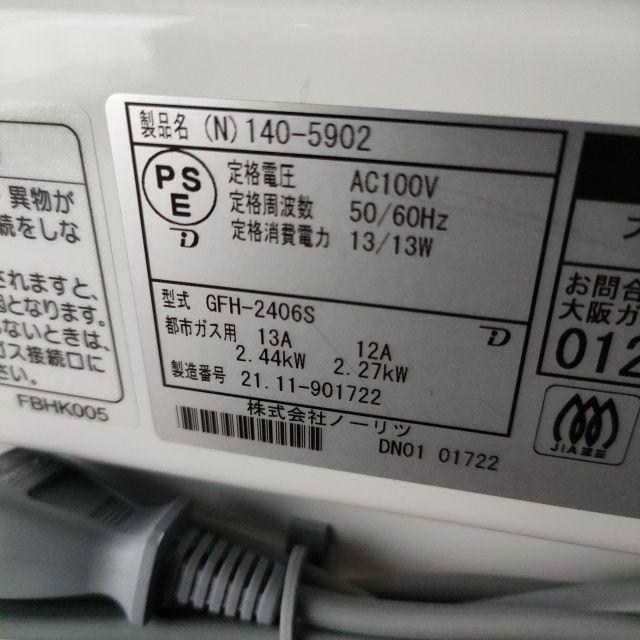 異物が
続をしな
されますと、
因となります。
らないときは、
ガス接続口に
さい。
FBHK005
製品名 (N)140-5902
PSE
定格電圧 AC100V
定格周波数 50/60Hz
定格消費電力 13/13W
型式 GFH-2406S
都市ガス用 13A 12A
2.44kW 2.27kW
製造番号 21.11-901722
株式会社ノーリツ
DN01 01722
お問合
大阪ガ
012
JIA